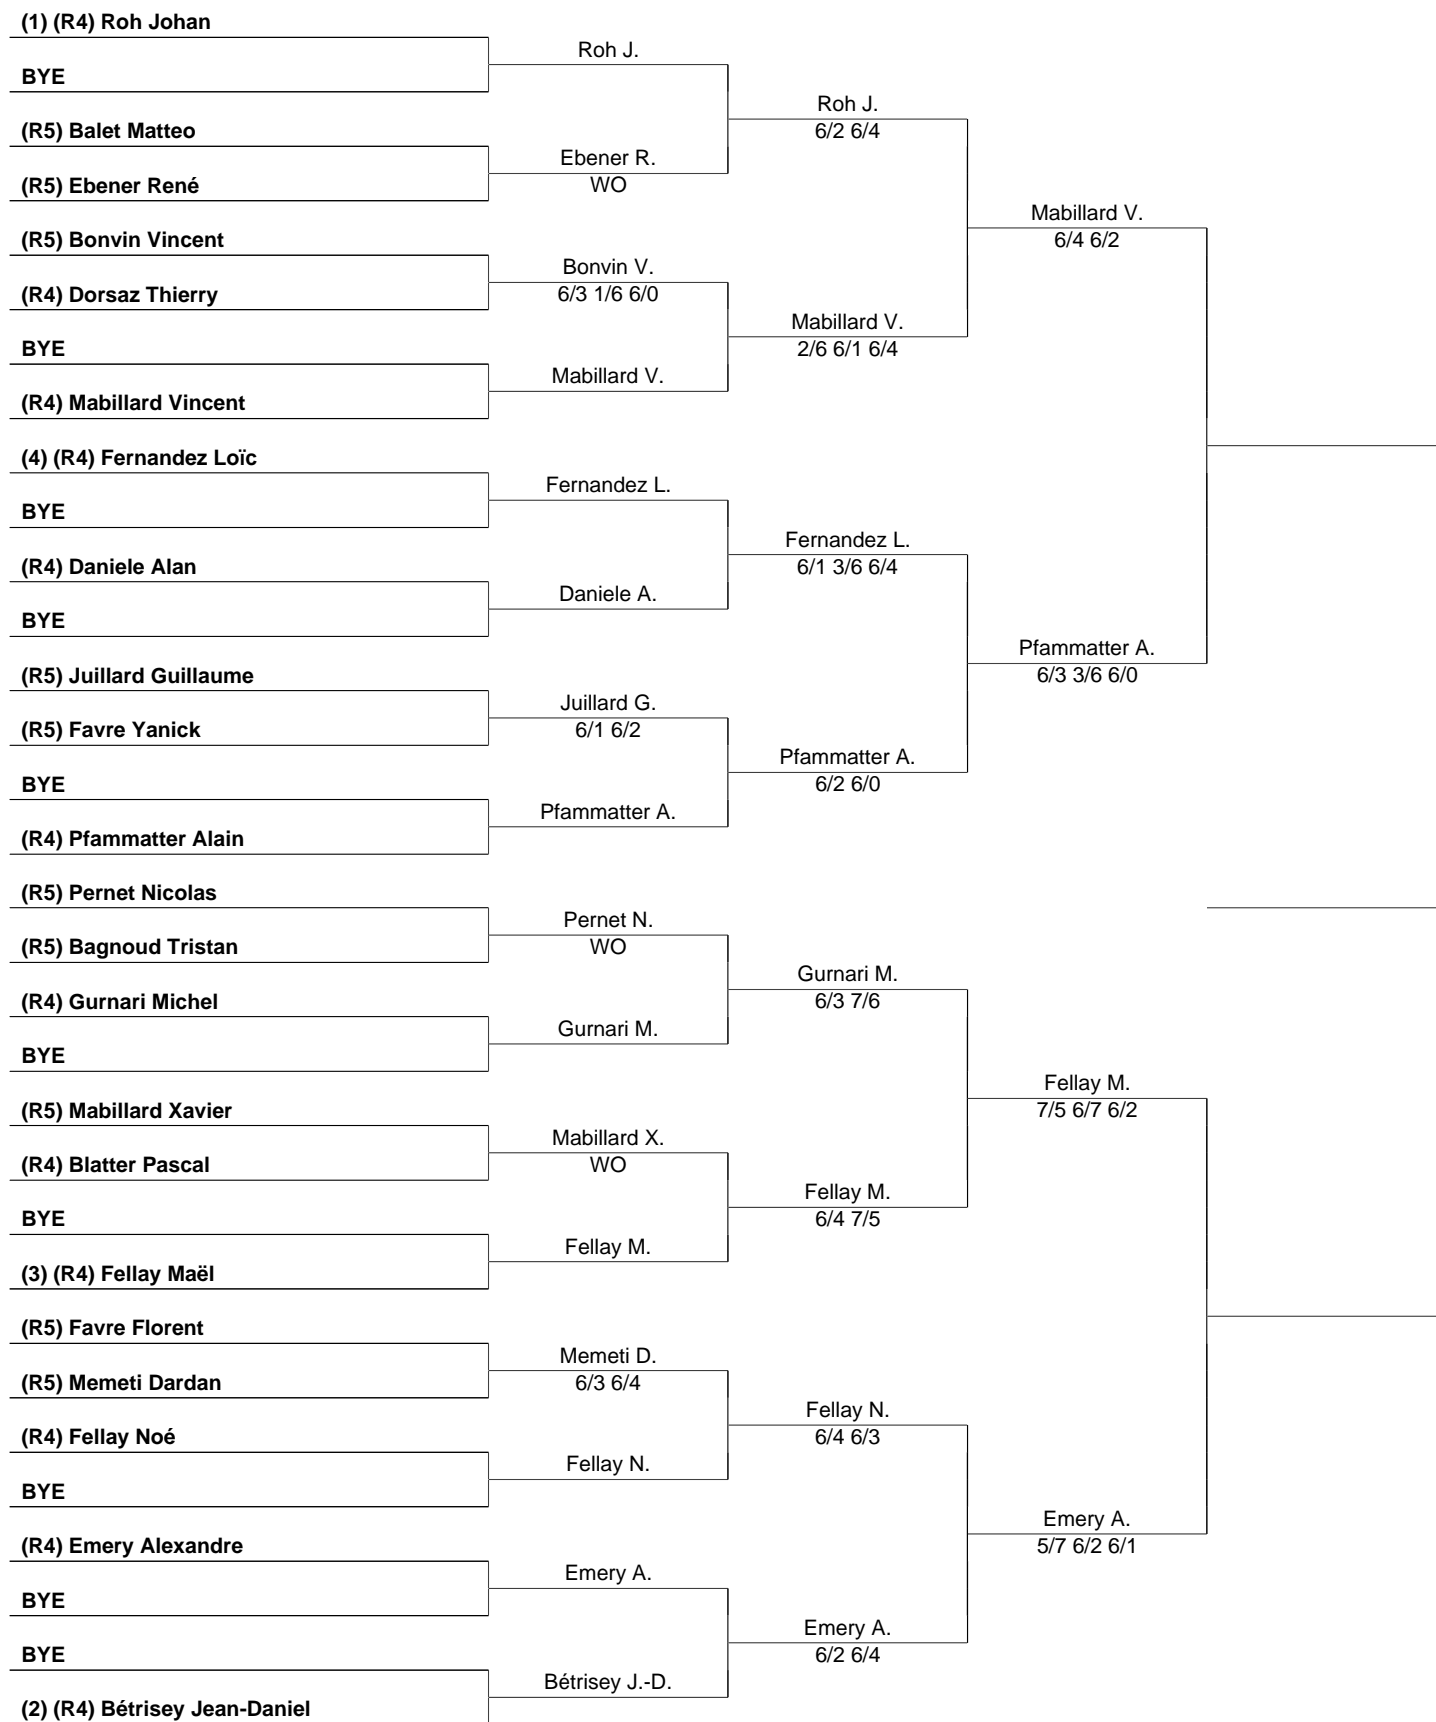 (1) (R4) Roh Johan
Roh J.
BYE
Roh J.
6/2 6/4
(R5) Balet Matteo
Ebener R.
WO
(R5) Ebener René
Mabillard V.
6/4 6/2
(R5) Bonvin Vincent
Bonvin V.
6/3 1/6 6/0
(R4) Dorsaz Thierry
Mabillard V.
2/6 6/1 6/4
BYE
Mabillard V.
(R4) Mabillard Vincent
(4) (R4) Fernandez Loïc
Fernandez L.
BYE
Fernandez L.
6/1 3/6 6/4
(R4) Daniele Alan
Daniele A.
BYE
Pfammatter A.
6/3 3/6 6/0
(R5) Juillard Guillaume
Juillard G.
6/1 6/2
(R5) Favre Yanick
Pfammatter A.
6/2 6/0
BYE
Pfammatter A.
(R4) Pfammatter Alain
(R5) Pernet Nicolas
Pernet N.
WO
(R5) Bagnoud Tristan
Gurnari M.
6/3 7/6
(R4) Gurnari Michel
Gurnari M.
BYE
Fellay M.
7/5 6/7 6/2
(R5) Mabillard Xavier
Mabillard X.
WO
(R4) Blatter Pascal
Fellay M.
6/4 7/5
BYE
Fellay M.
(3) (R4) Fellay Maël
(R5) Favre Florent
Memeti D.
6/3 6/4
(R5) Memeti Dardan
Fellay N.
6/4 6/3
(R4) Fellay Noé
Fellay N.
BYE
Emery A.
5/7 6/2 6/1
(R4) Emery Alexandre
Emery A.
BYE
Emery A.
6/2 6/4
BYE
Bétrisey J.-D.
(2) (R4) Bétrisey Jean-Daniel